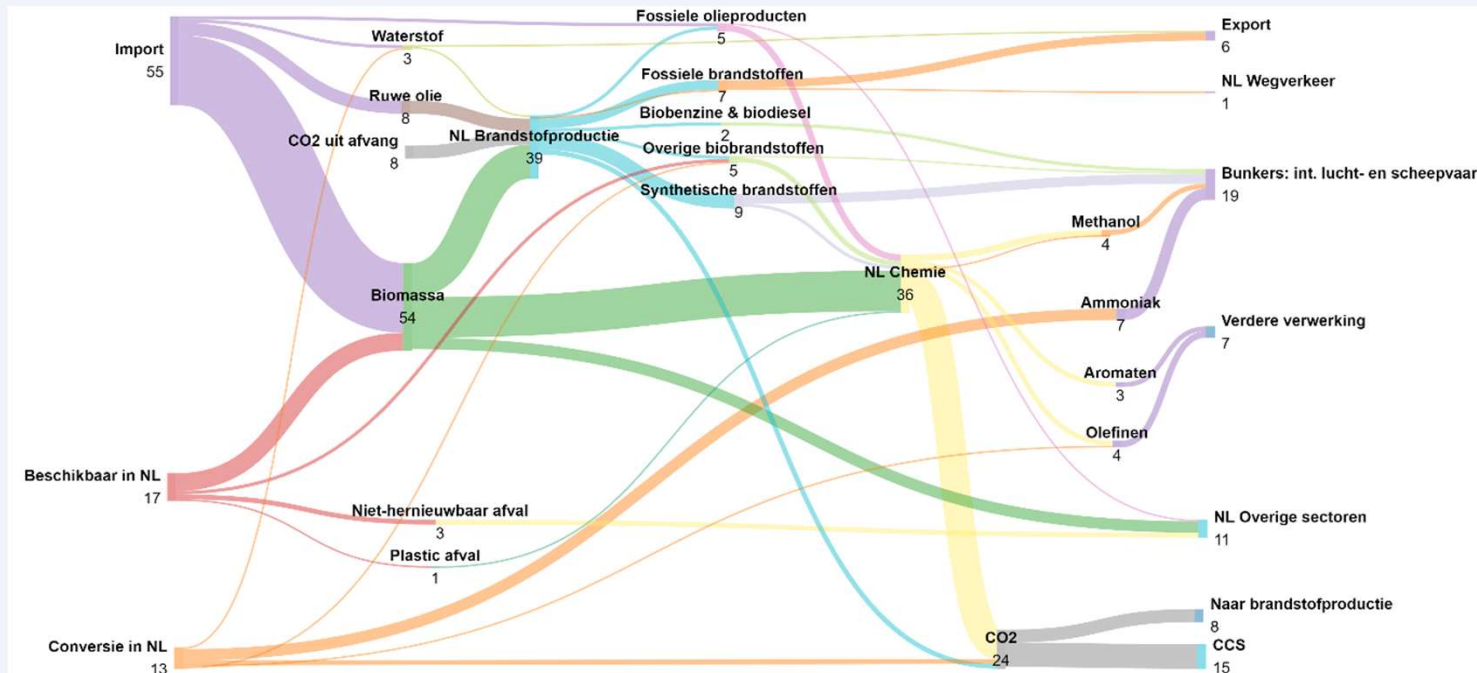 Import
55
Waterstof
3
Ruwe olie
8
CO2 uit afvang
8
NL Brandstofproductie
39
Fossiele olieproducten
5
Fossiele brandstoffen
7
Biobenzine & biodiesel
2
Overige biobrandstoffen
5
Synthetische brandstoffen
9
Export
6
NL Wegverkeer
1
Bunkers: int. lucht- en scheepvaar
19
Methanol
4
NL Chemie
36
Biomassa
54
Ammoniak
7
Verdere verwerking
7
Aromaten
3
Olefinen
4
Beschikbaar in NL
17
Niet-hernieuwbaar afval
3
Plastic afval
1
NL Overige sectoren
11
Conversie in NL
13
CO2
24
Naar brandstofproductie
8
CCS
15